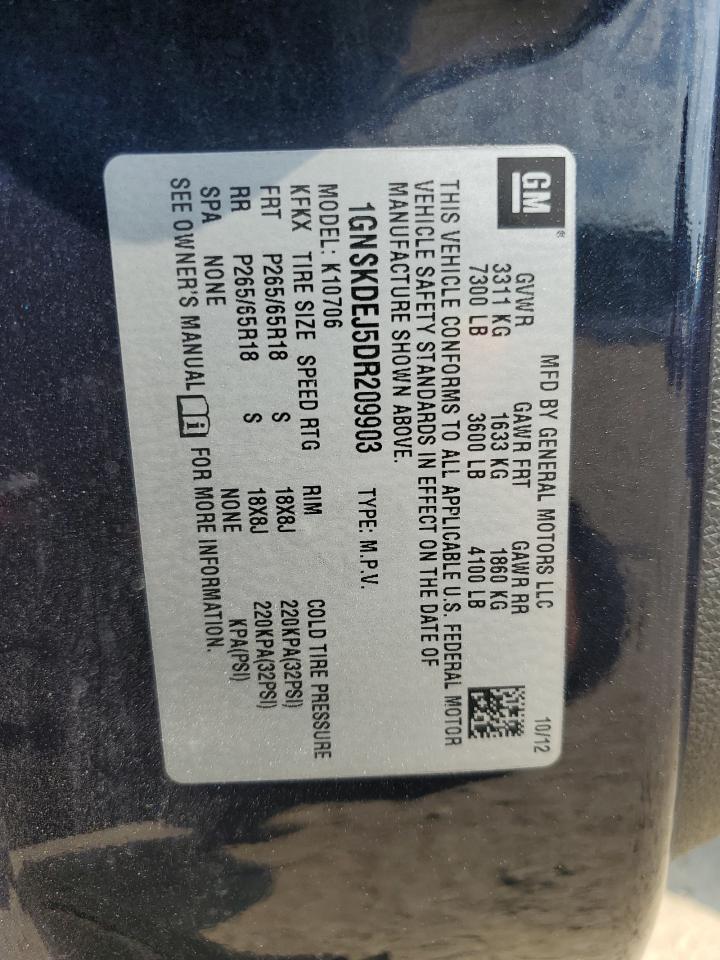 GM®
MFD BY GENERAL MOTORS LLC 10/12
GVWR GAWR FRT GAWR RR
3311 KG 1633 KG 1860 KG
7300 LB 3600 LB 4100 LB
THIS VEHICLE CONFORMS TO ALL APPLICABLE U.S. FEDERAL MOTOR
VEHICLE SAFETY STANDARDS IN EFFECT ON THE DATE OF
MANUFACTURE SHOWN ABOVE.
1GNSKDEJ5DR209903 TYPE: M.P.V.
MODEL: K10706
KFKX TIRE SIZE SPEED RTG RIM COLD TIRE PRESSURE
FRT P265/65R18 S 18X8J 220KPA(32PSI)
RR P265/65R18 S 18X8J 220KPA(32PSI)
SPA NONE NONE KPA(PSI)
SEE OWNER'S MANUAL i FOR MORE INFORMATION.